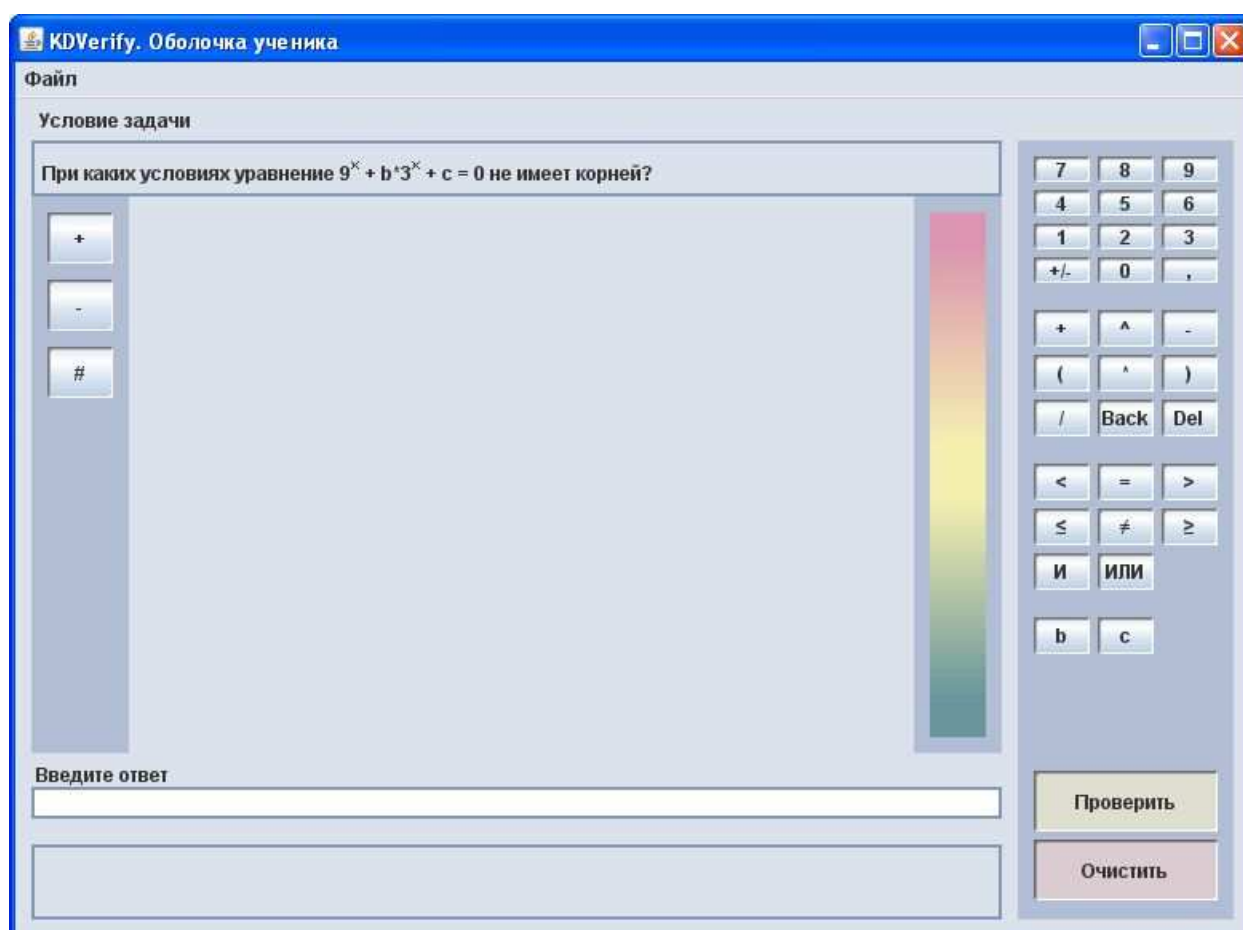 KDVerify. Оболочка ученика
Файл
Условие задачи
При каких условиях уравнение 9^x + b*3^x + c = 0 не имеет корней?
+
-
#
7 8 9
4 5 6
1 2 3
+/- 0 ,
+ ^ -
( * )
/ Back Del
< = >
≤ ≠ ≥
И ИЛИ
b c
Введите ответ
Проверить
Очистить